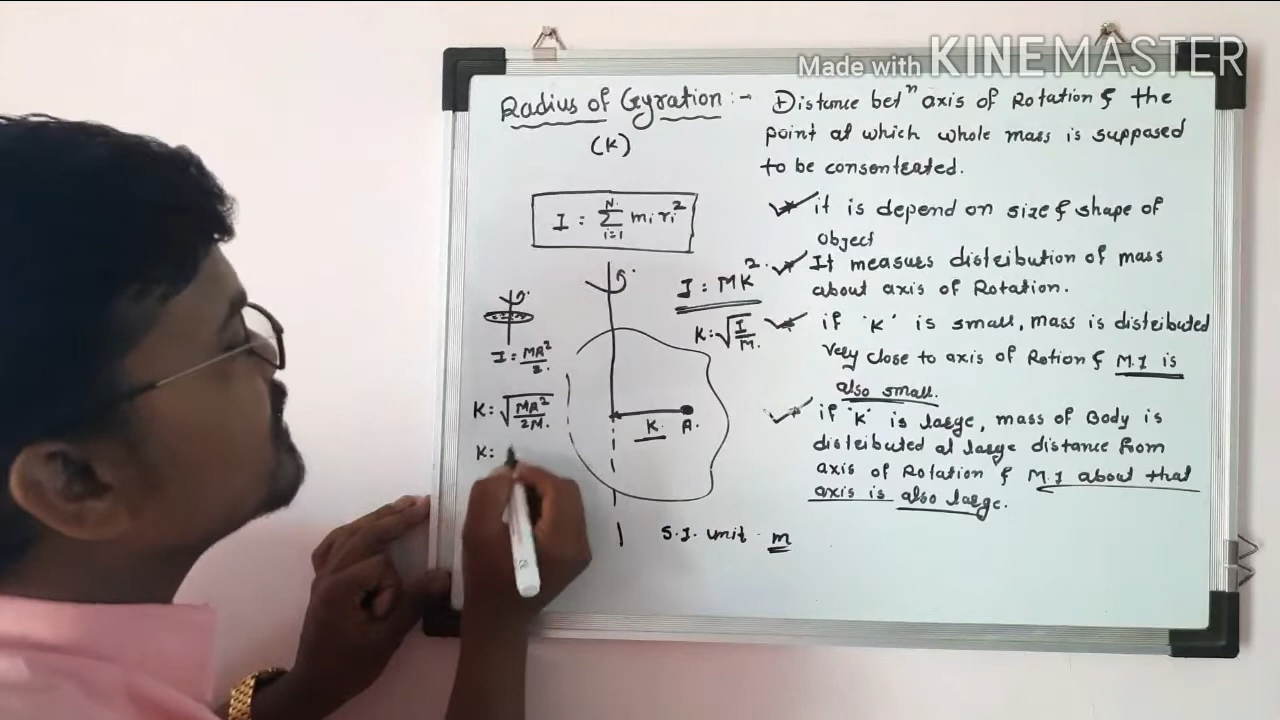 Made with KINEMASTER
Radius of Gyration :-
(K)
I = N Σ i=1 mi ri²
I = MK²
K = √I/M.
I = MR²/2.
K = √MR²/2M.
K =
K A.
S.I. unit - m
Distance betⁿ axis of Rotation & the
point at which whole mass is supposed
to be consenterated.
it is depend on size & shape of
object
It measures distribution of mass
about axis of Rotation.
if 'K' is small, mass is distributed
very close to axis of Rotion & M.I is
also small.
if 'K' is large, mass of Body is
distributed at large distance from
axis of Rotation & M.I about that
axis is also large.